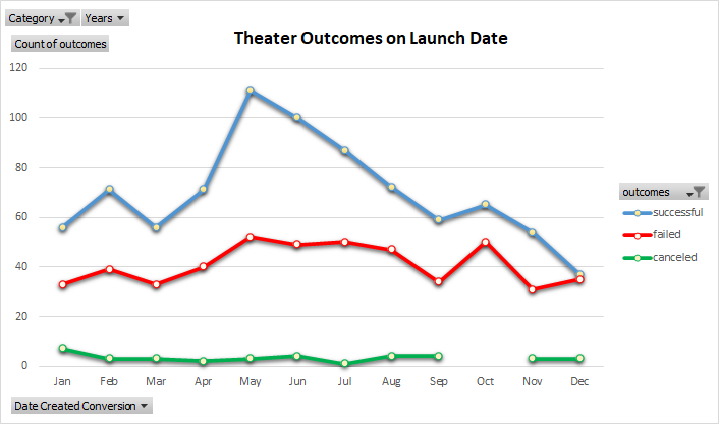 Category Years
Count of outcomes
Theater Outcomes on Launch Date
120
100
80
60
40
20
0
Jan Feb Mar Apr May Jun Jul Aug Sep Oct Nov Dec
outcomes
successful
failed
canceled
Date Created Conversion